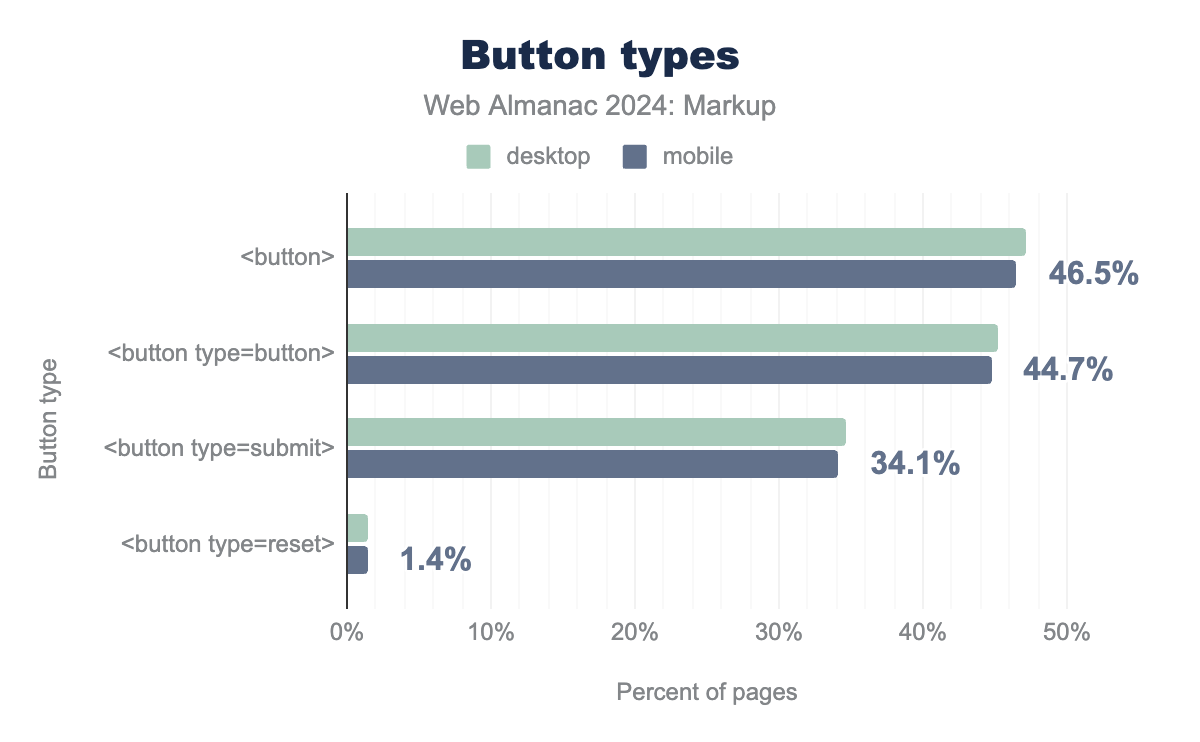 Button types
Web Almanac 2024: Markup
desktop mobile
<button>
46.5%
<button type=button>
44.7%
<button type=submit>
34.1%
<button type=reset>
1.4%
Button type
0% 10% 20% 30% 40% 50%
Percent of pages